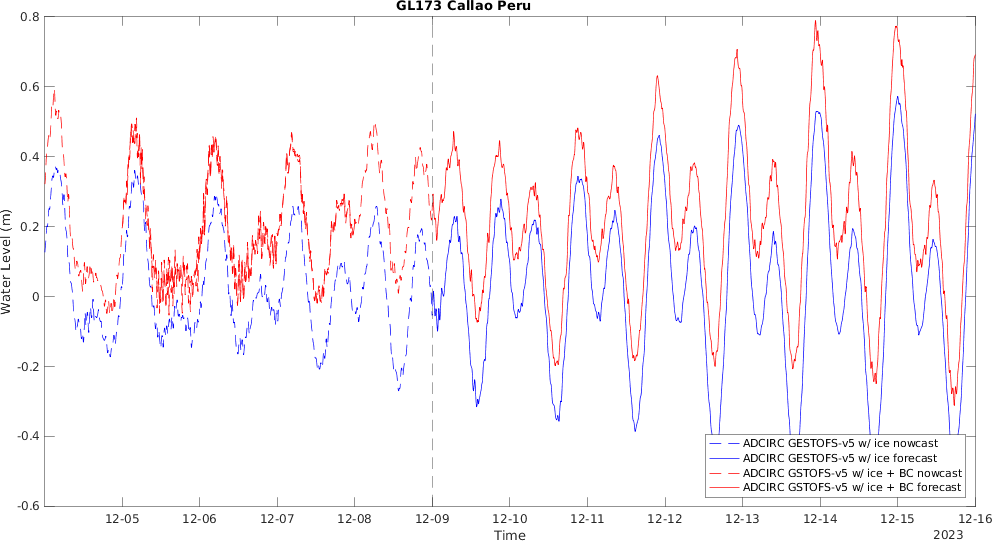 GL173 Callao Peru
0.8
0.6
0.4
0.2
0
-0.2
-0.4
-0.6
Water Level (m)
ADCIRC GESTOFS-v5 w/ ice nowcast
ADCIRC GESTOFS-v5 w/ ice forecast
ADCIRC GSTOFS-v5 w/ ice + BC nowcast
ADCIRC GSTOFS-v5 w/ ice + BC forecast
12-05 12-06 12-07 12-08 12-09 12-10 12-11 12-12 12-13 12-14 12-15 12-16
Time
2023